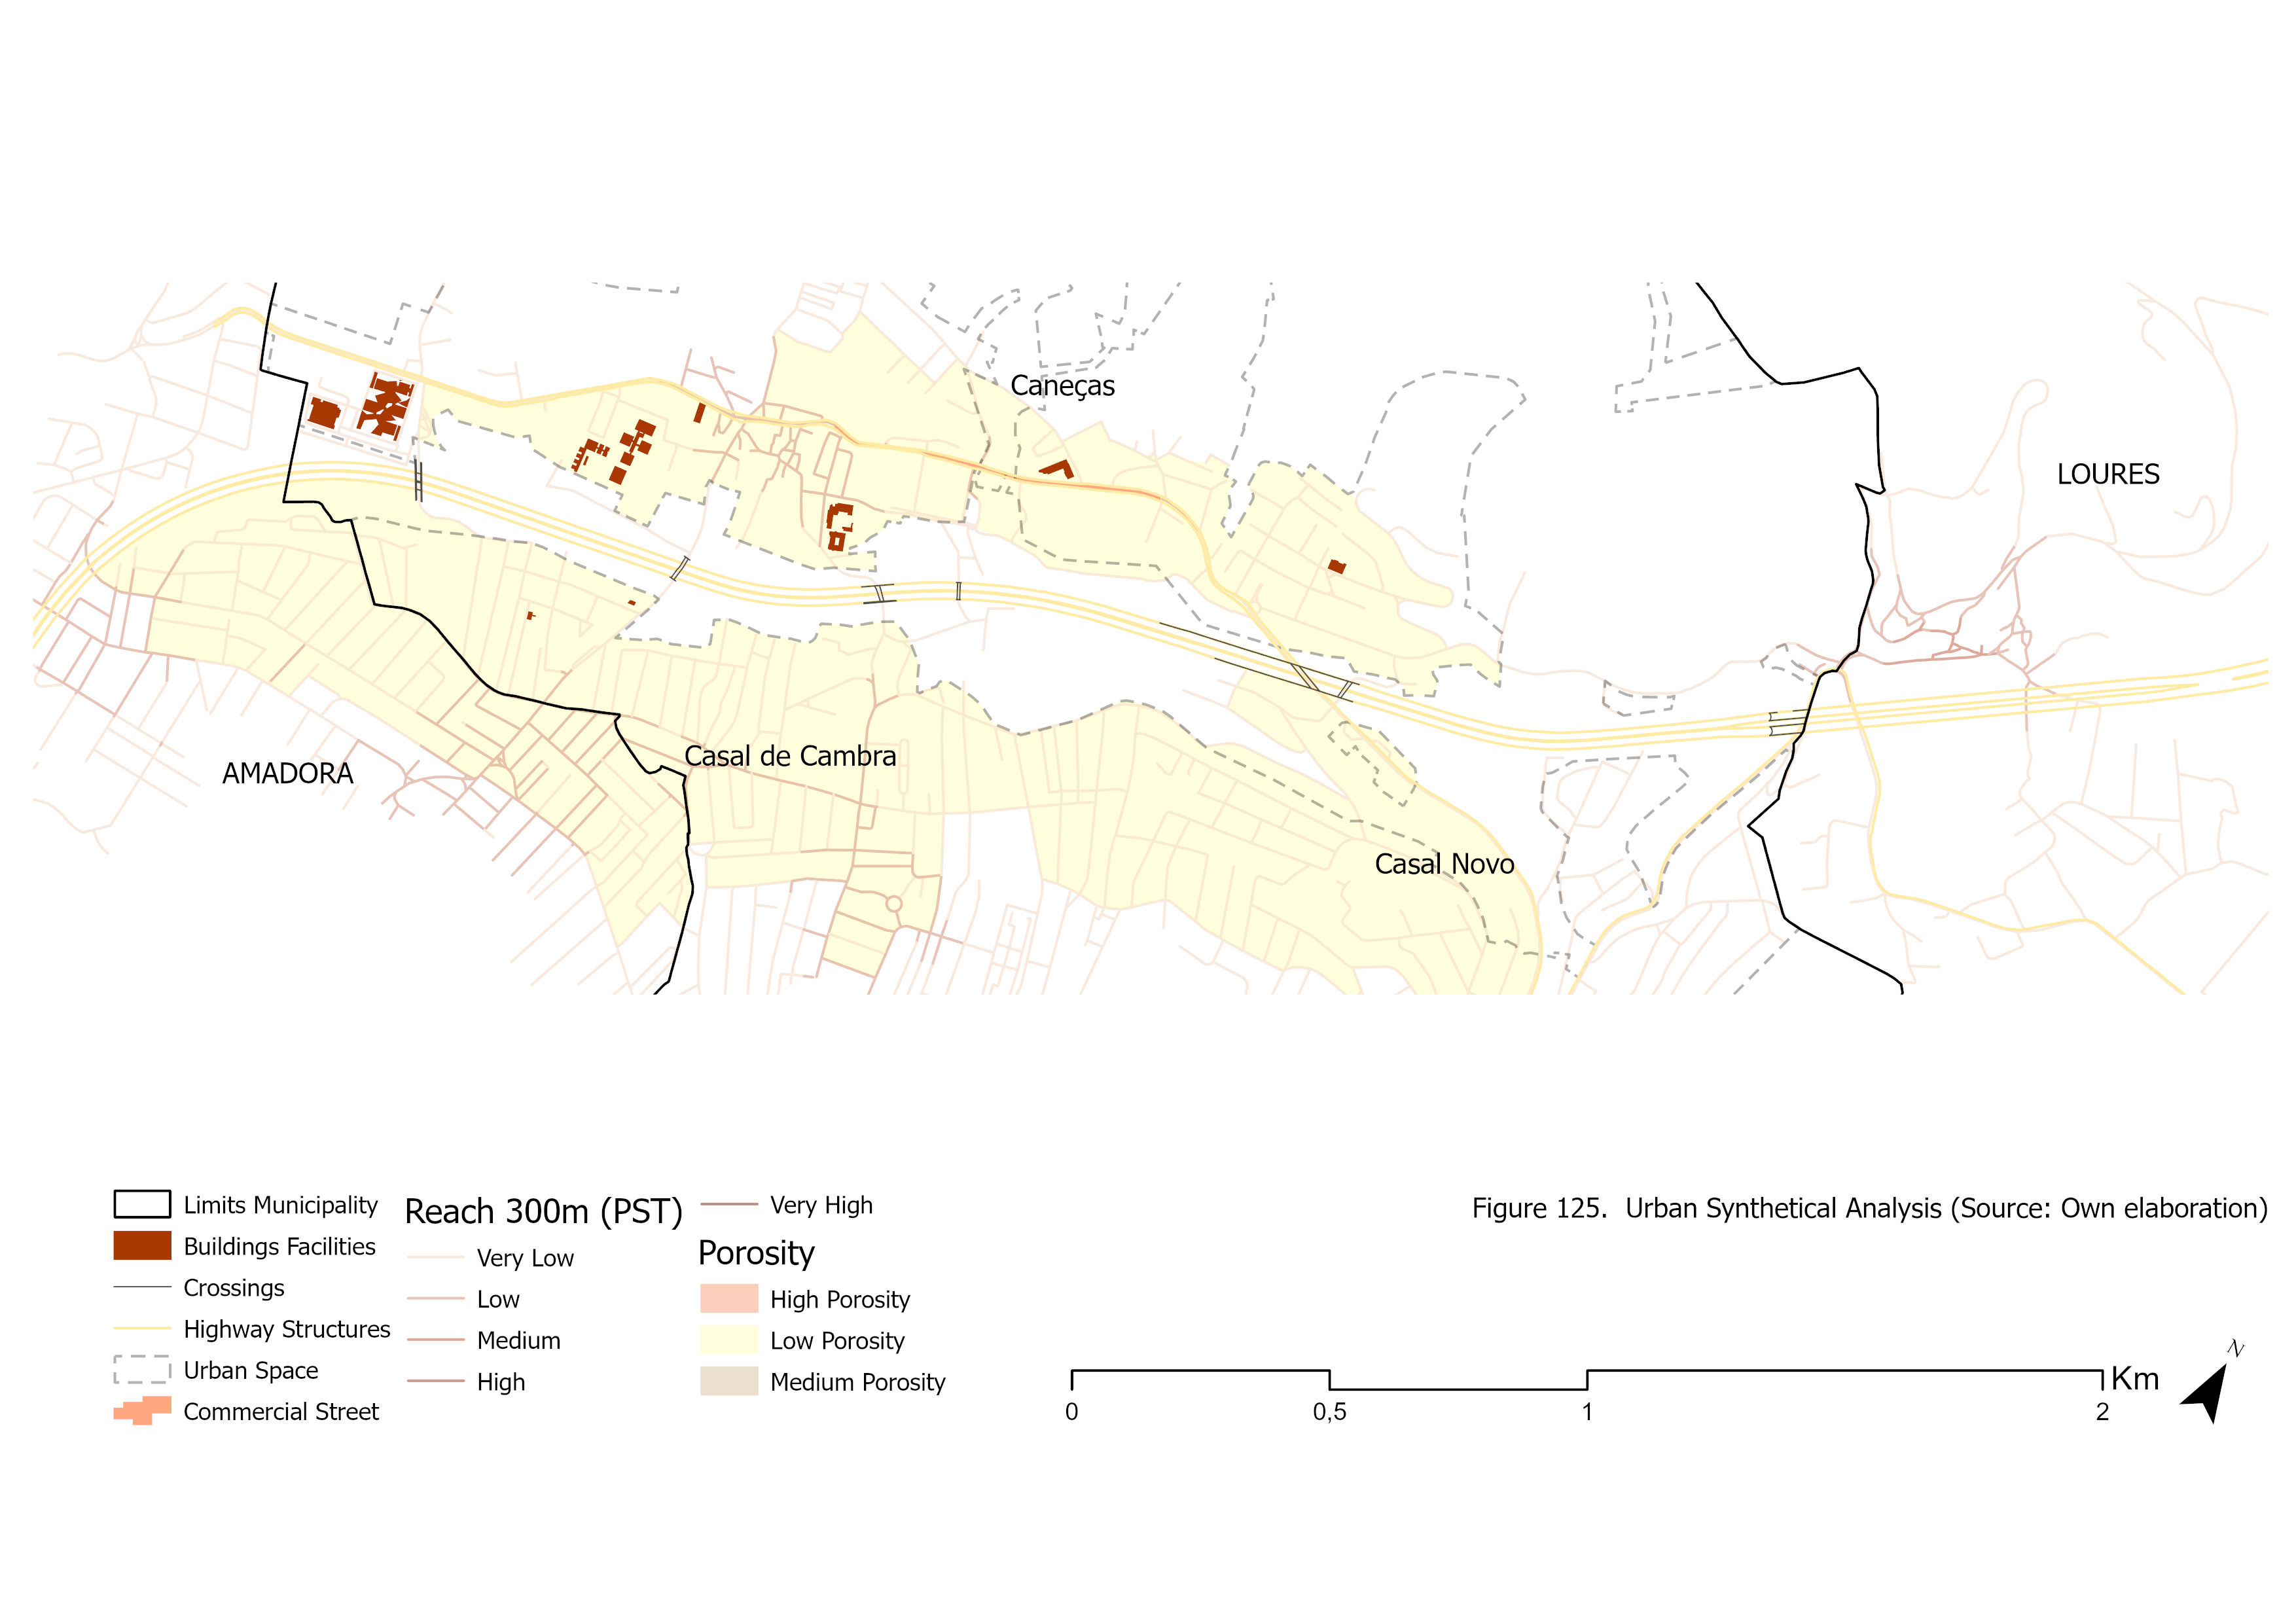 Caneças
LOURES
Casal de Cambra
AMADORA
Casal Novo
Limits Municipality
Buildings Facilities
Crossings
Highway Structures
Urban Space
Commercial Street
Reach 300m (PST)
Very Low
Low
Medium
High
Very High
Porosity
High Porosity
Low Porosity
Medium Porosity
Figure 125. Urban Synthetical Analysis (Source: Own elaboration)
N
Km
0 0,5 1 2